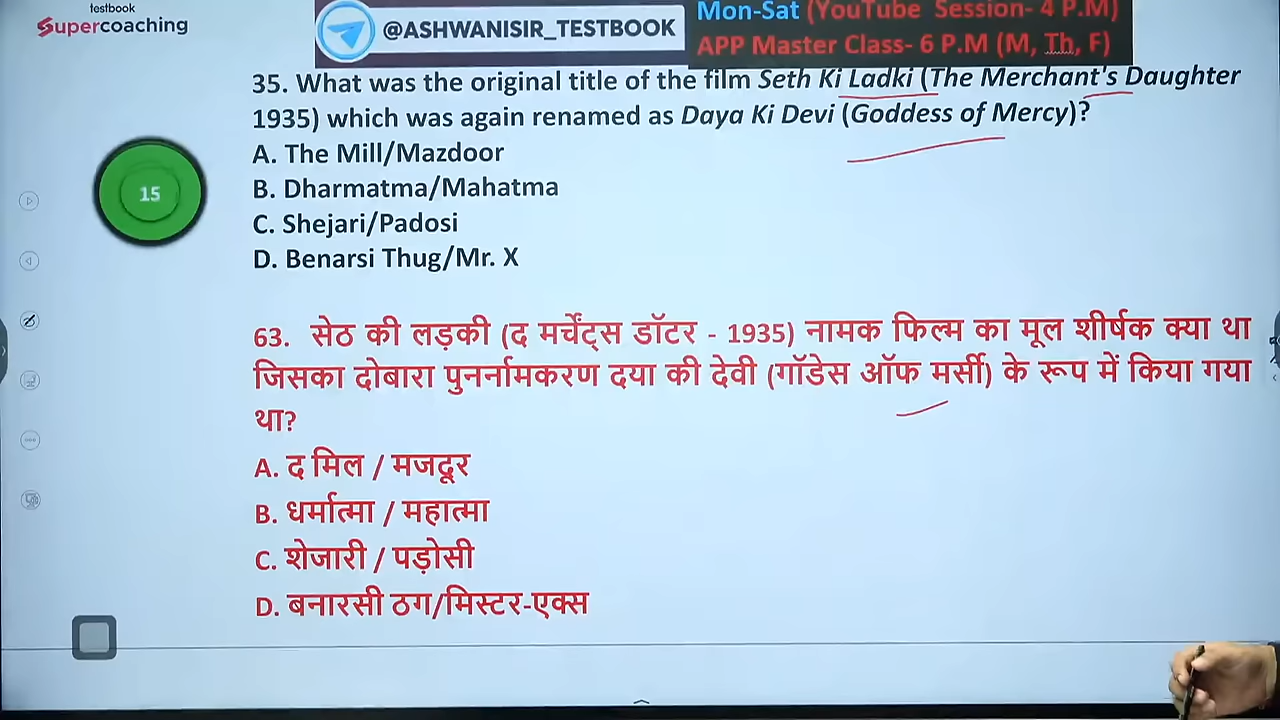 testbook
Supercoaching
@ASHWANISIR_TESTBOOK
Mon-Sat (YouTube Session- 4 P.M)
APP Master Class- 6 P.M (M, Th, F)
35. What was the original title of the film Seth Ki Ladki (The Merchant's Daughter
1935) which was again renamed as Daya Ki Devi (Goddess of Mercy)?
A. The Mill/Mazdoor
15
B. Dharmatma/Mahatma
C. Shejari/Padosi
D. Benarsi Thug/Mr. X
63. सेठ की लड़की (द मर्चेंट्स डॉटर - 1935) नामक फिल्म का मूल शीर्षक क्या था
जिसका दोबारा पुनर्नामकरण दया की देवी (गॉडेस ऑफ मर्सी) के रूप में किया गया
था?
A. द मिल / मजदूर
B. धर्मात्मा / महात्मा
C. शेजारी / पड़ोसी
D. बनारसी ठग/मिस्टर-एक्स